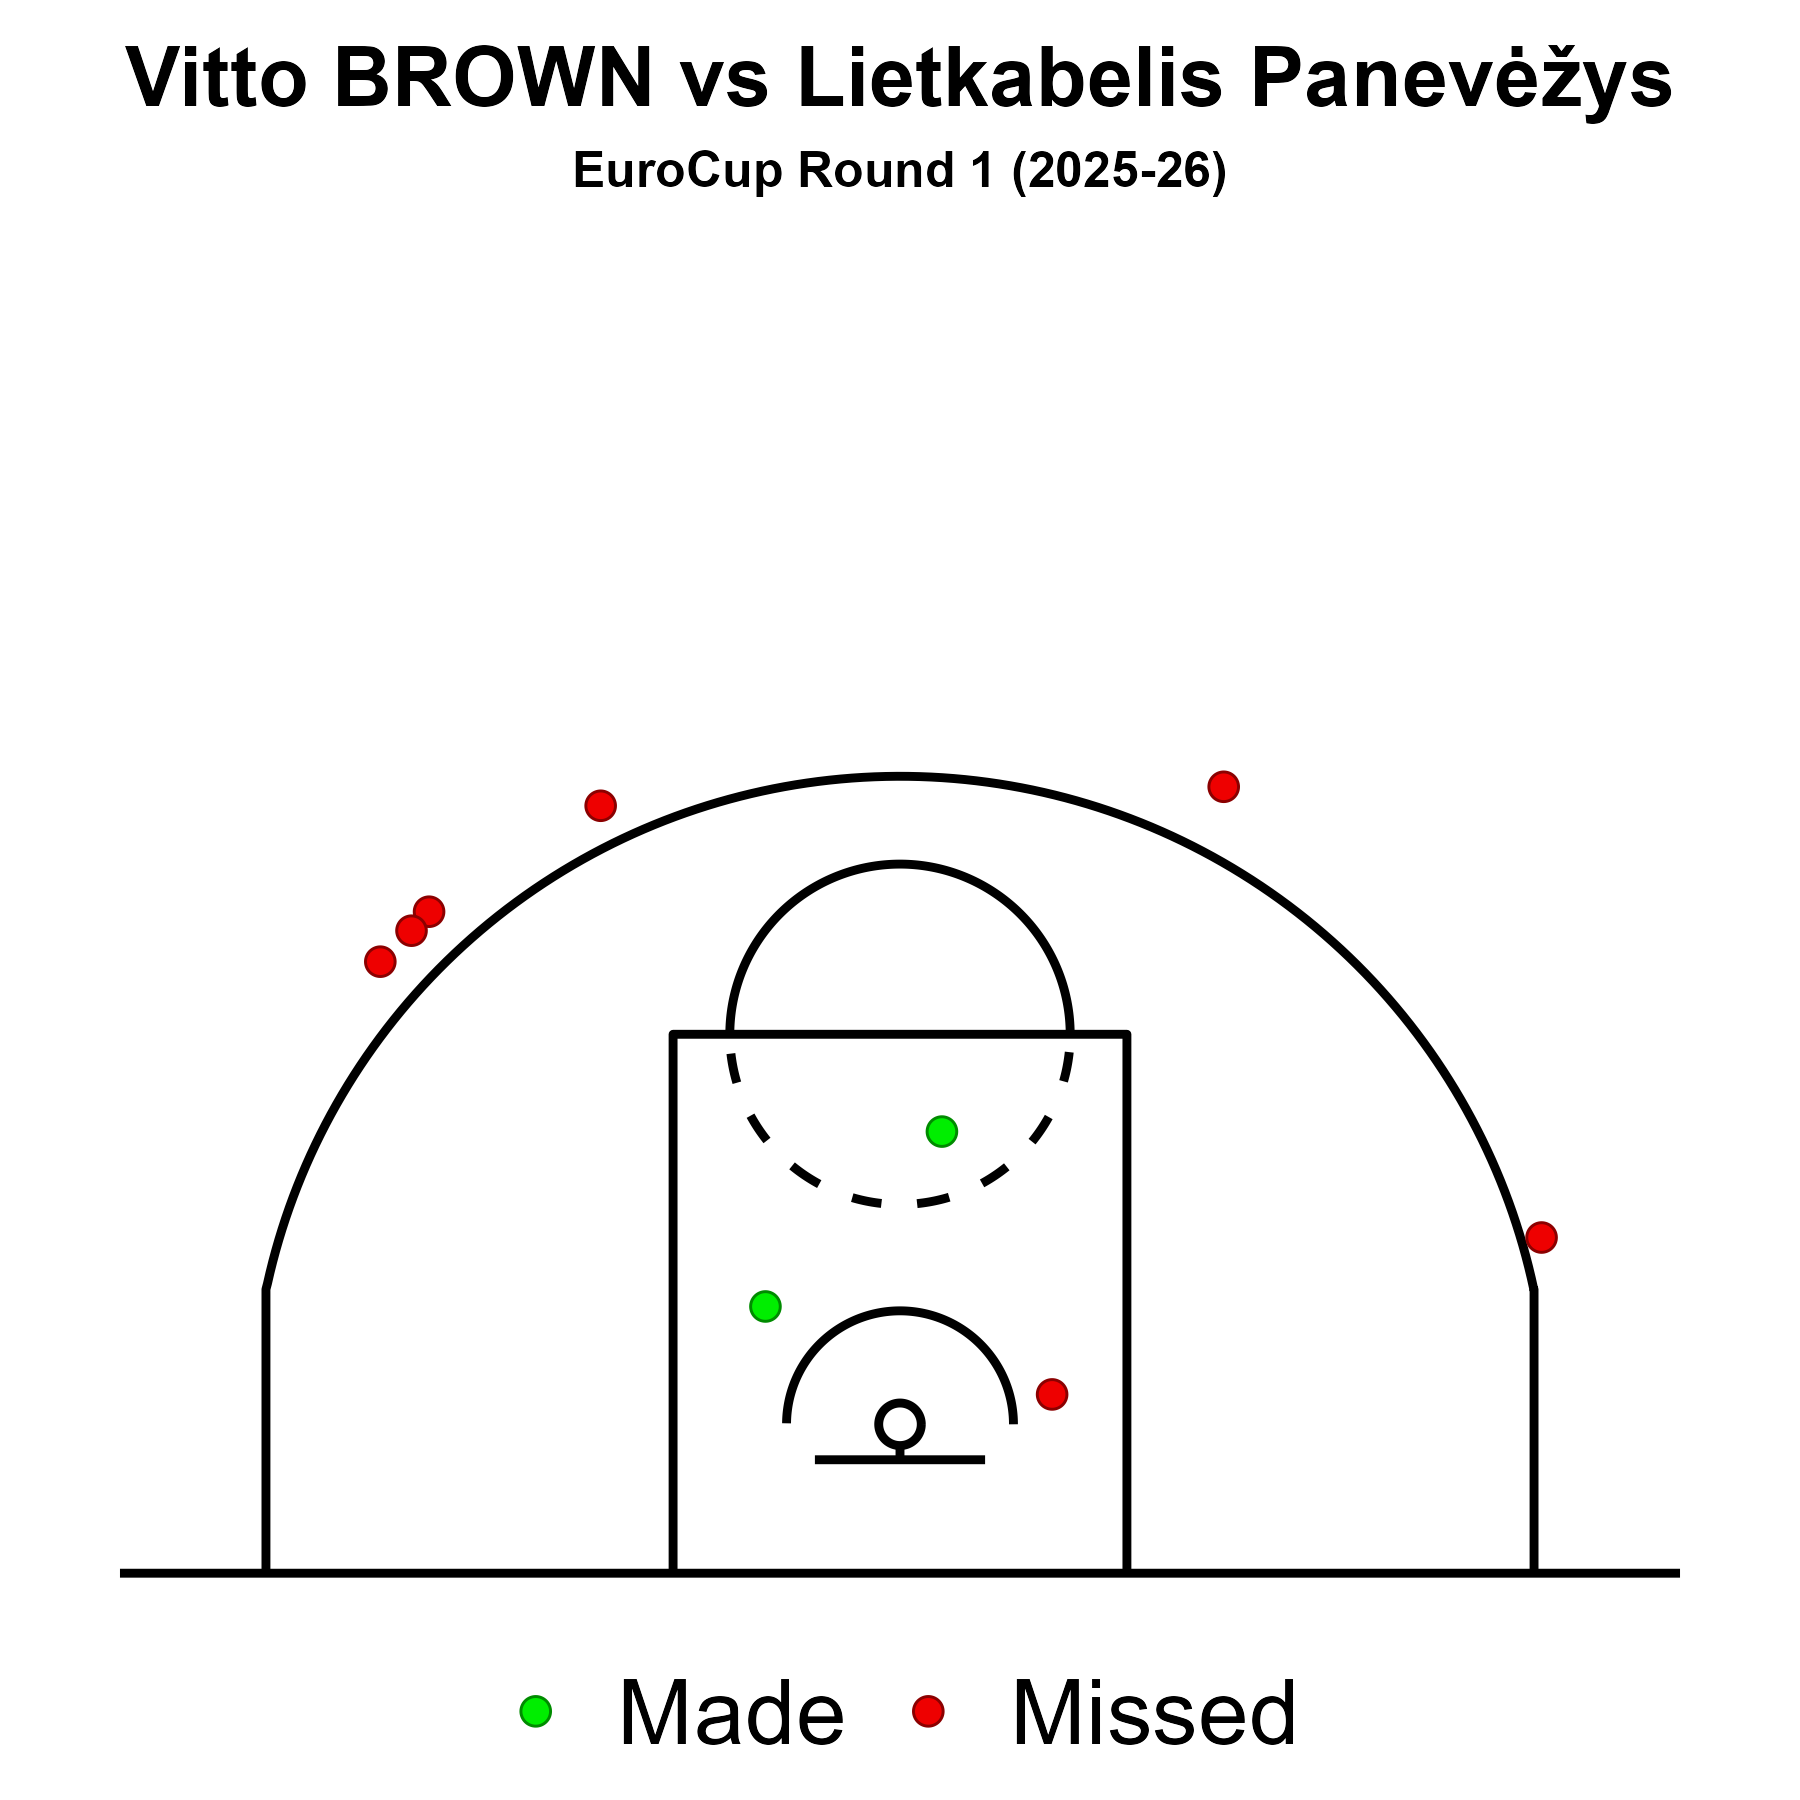 Vitto BROWN vs Lietkabelis Panevėžys
EuroCup Round 1 (2025-26)
Made Missed